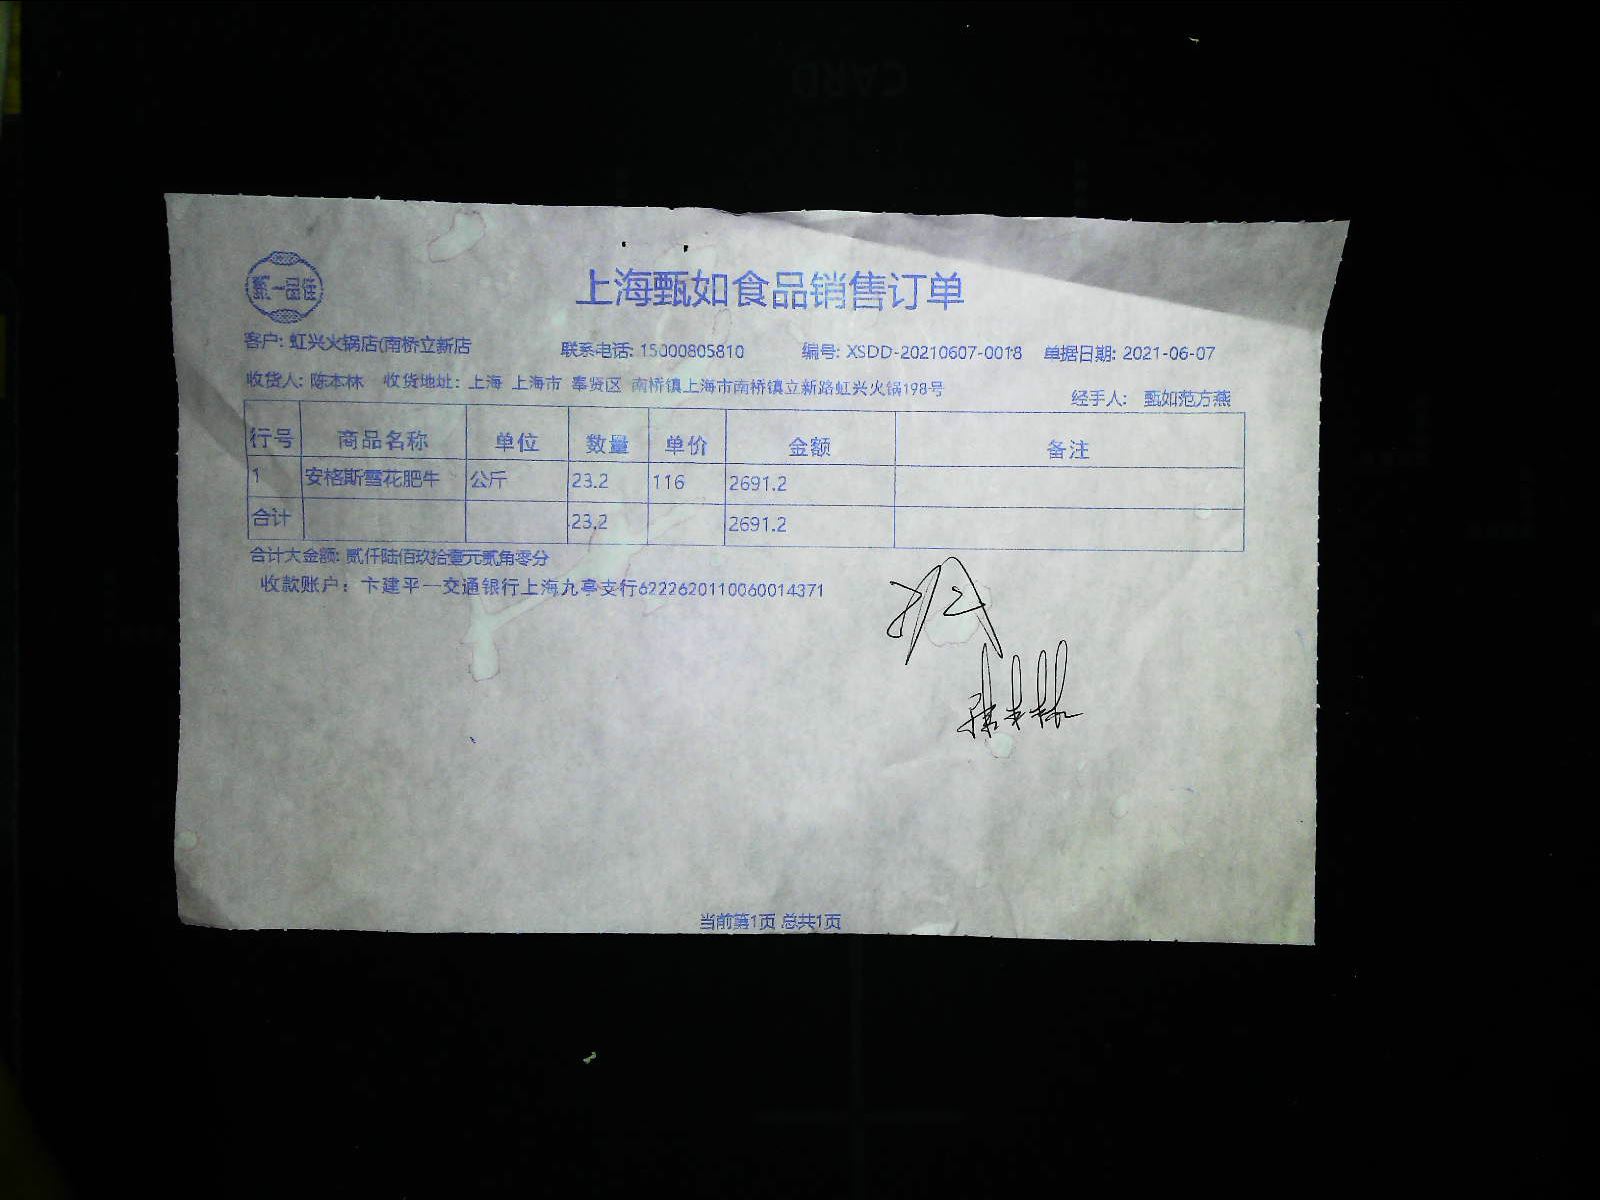 CARD
甄一品佳
上海甄如食品销售订单
客户: 虹兴火锅店(南桥立新店 联系电话: 15000805810 编号: XSDD-20210607-0018 单据日期: 2021-06-07
收货人: 陈本林 收货地址: 上海 上海市 奉贤区 南桥镇上海市南桥镇立新路虹兴火锅198号 经手人: 甄如范方燕
行号 商品名称 单位 数量 单价 金额 备注
1 安格斯雪花肥牛 公斤 23.2 116 2691.2
合计 23.2 2691.2
合计大金额: 贰仟陆佰玖拾壹元贰角零分
收款账户: 卞建平一交通银行上海九亭支行6222620110060014371
当前第1页 总共1页